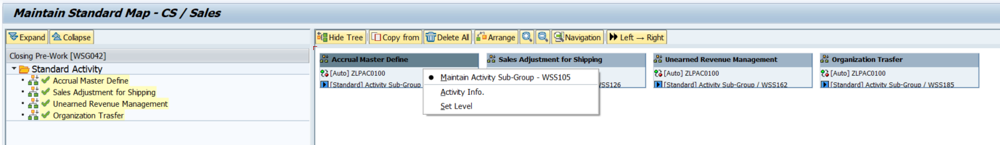 Maintain Standard Map - CS / Sales
Expand Collapse
Hide Tree Copy from Delete All Arrange Navigation Left → Right
Closing Pre-Work [WSG042]
Standard Activity
Accrual Master Define
Sales Adjustment for Shipping
Unearned Revenue Management
Organization Trasfer
Accrual Master Define
[Auto] ZLPAC0100
[Standard] Activity Sub-Group
Maintain Activity Sub-Group - WSS105
Activity Info.
Set Level
Sales Adjustment for Shipping
WSS126
Unearned Revenue Management
[Auto] ZLPAC0100
[Standard] Activity Sub-Group / WSS162
Organization Trasfer
[Auto] ZLPAC0100
[Standard] Activity Sub-Group / WSS185